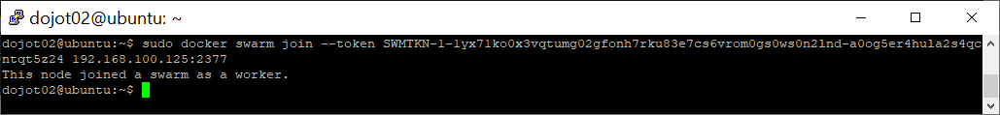 dojot02@ubuntu: ~
dojot02@ubuntu:~$ sudo docker swarm join --token SWMTKN-1-1yx71ko0x3vqtumg02gfonh7rku83e7cs6vrom0gs0ws0n2lnd-a0og5er4hula2s4qc
ntqt5z24 192.168.100.125:2377
This node joined a swarm as a worker.
dojot02@ubuntu:~$